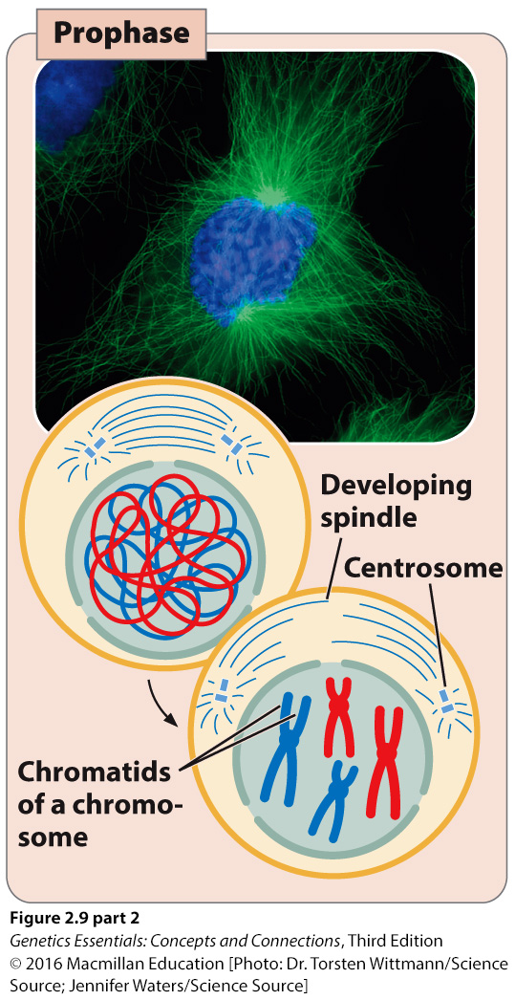 Prophase
Developing
spindle
Centrosome
Chromatids
of a chromo-
some
Figure 2.9 part 2
Genetics Essentials: Concepts and Connections, Third Edition
© 2016 Macmillan Education [Photo: Dr. Torsten Wittmann/Science
Source; Jennifer Waters/Science Source]